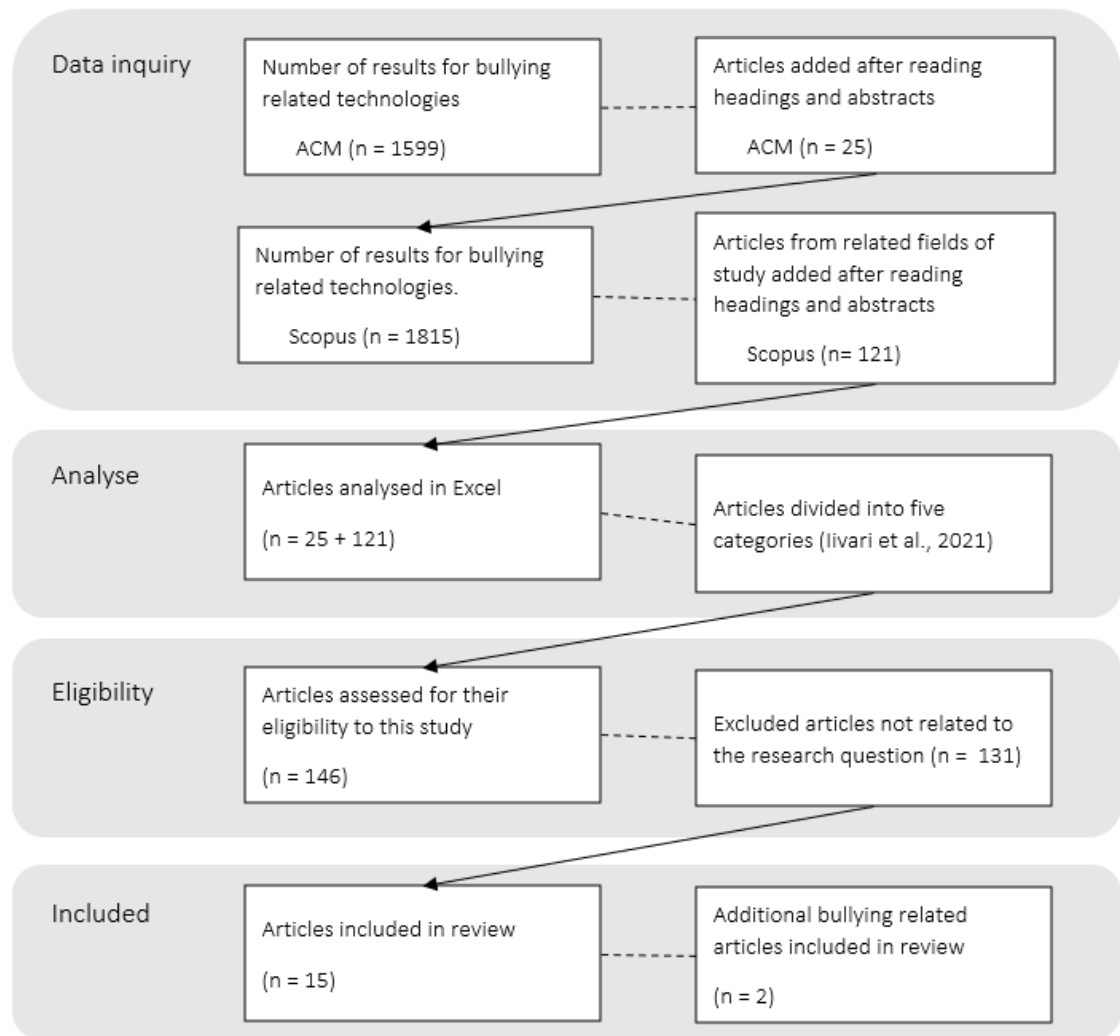 Data inquiry
Number of results for bullying
related technologies
ACM (n = 1599)
Articles added after reading
headings and abstracts
ACM (n = 25)
Number of results for bullying
related technologies.
Scopus (n = 1815)
Articles from related fields of
study added after reading
headings and abstracts
Scopus (n= 121)
Analyse
Articles analysed in Excel
(n = 25 + 121)
Articles divided into five
categories (Iivari et al., 2021)
Eligibility
Articles assessed for their
eligibility to this study
(n = 146)
Excluded articles not related to
the research question (n =  131)
Included
Articles included in review
(n = 15)
Additional bullying related
articles included in review
(n = 2)